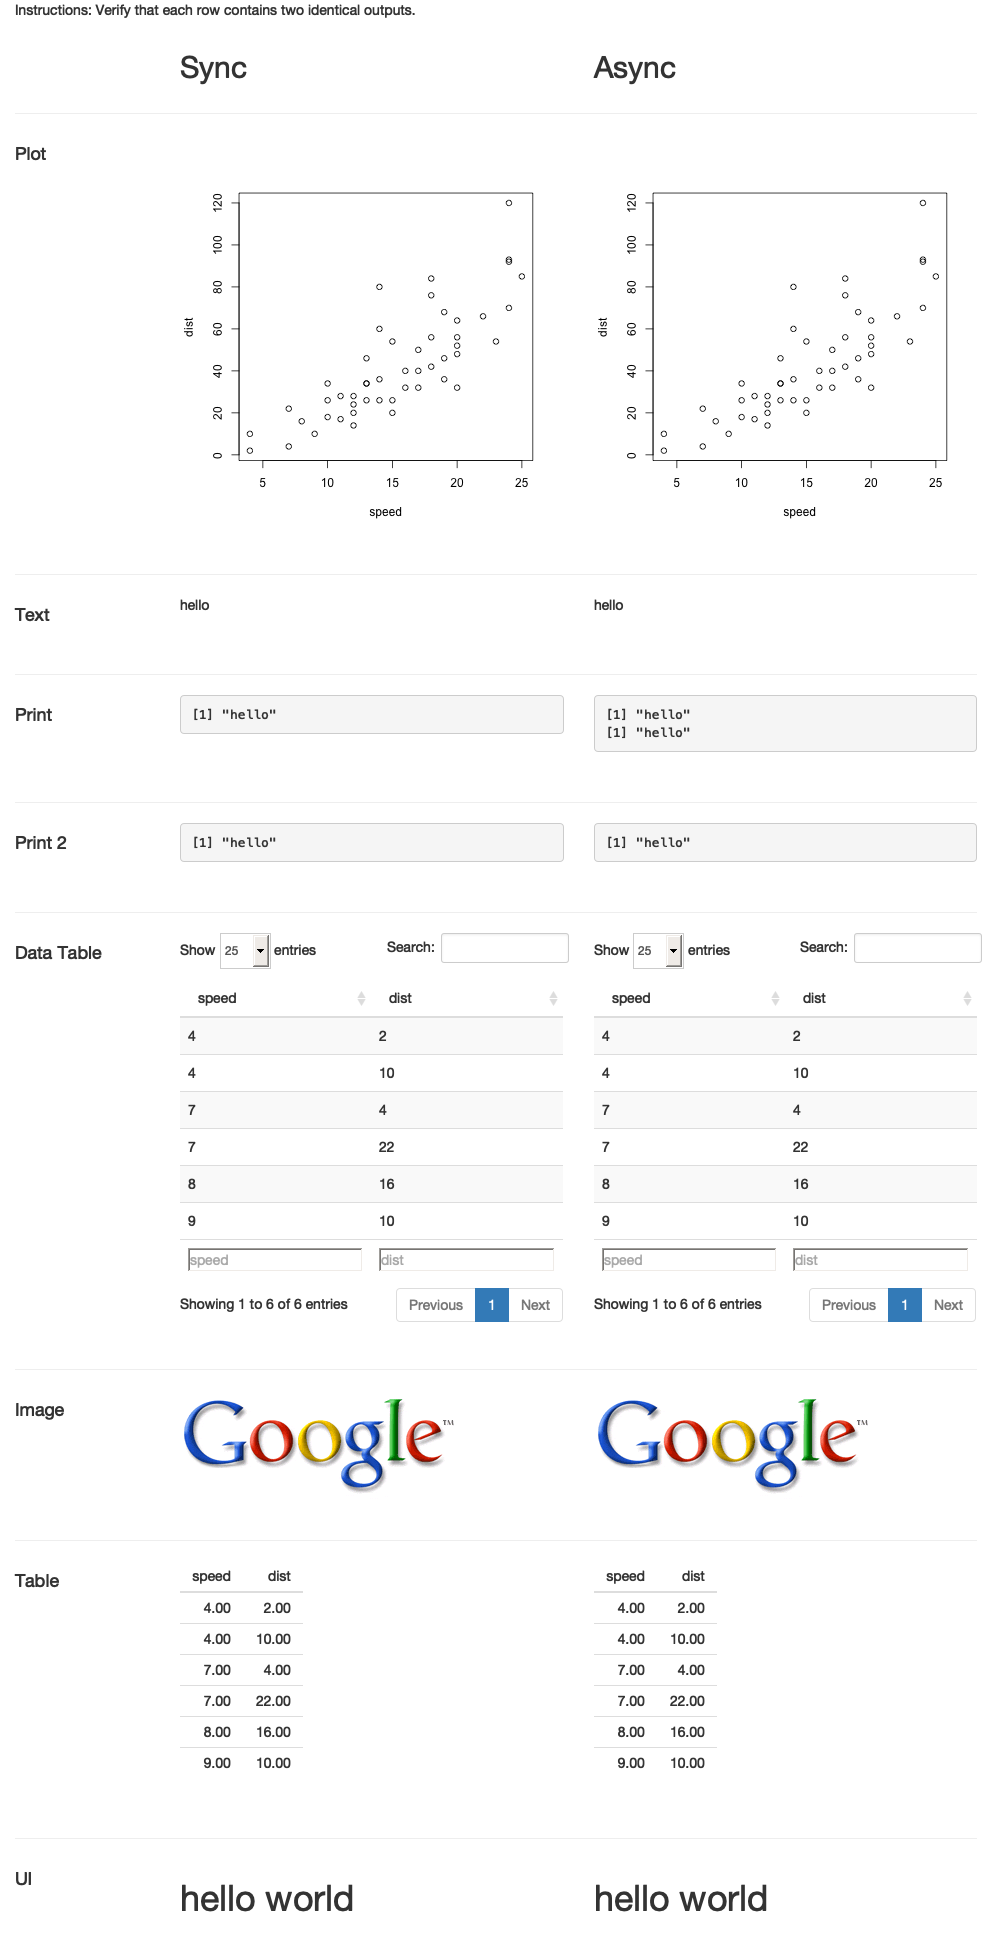 Instructions: Verify that each row contains two identical outputs.
Sync Async
Plot
120 120
100 100
80 80
60 60
40 40
20 20
0 0
dist dist
5 10 15 20 25 5 10 15 20 25
speed speed
Text hello hello
Print [1] "hello" [1] "hello"
[1] "hello"
Print 2 [1] "hello" [1] "hello"
Data Table Show 25 entries Search: Show 25 entries Search:
speed dist speed dist
4 2 4 2
4 10 4 10
7 4 7 4
7 22 7 22
8 16 8 16
9 10 9 10
speed dist speed dist
Showing 1 to 6 of 6 entries Previous 1 Next Showing 1 to 6 of 6 entries Previous 1 Next
Image Google™ Google™
Table speed dist speed dist
4.00 2.00 4.00 2.00
4.00 10.00 4.00 10.00
7.00 4.00 7.00 4.00
7.00 22.00 7.00 22.00
8.00 16.00 8.00 16.00
9.00 10.00 9.00 10.00
UI hello world hello world